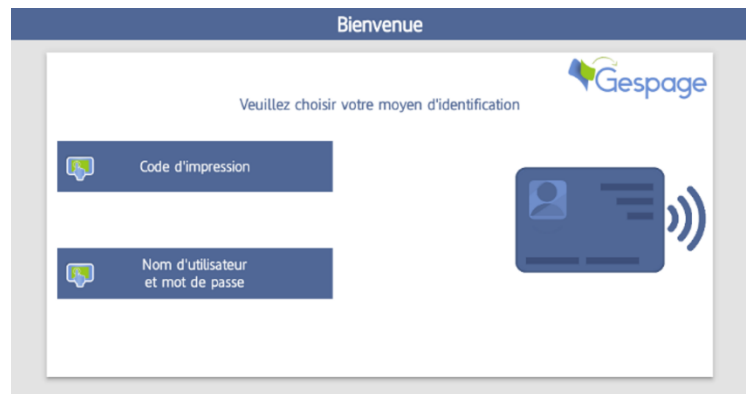 Bienvenue
Gespage
Veuillez choisir votre moyen d'identification
Code d'impression
Nom d'utilisateur
et mot de passe